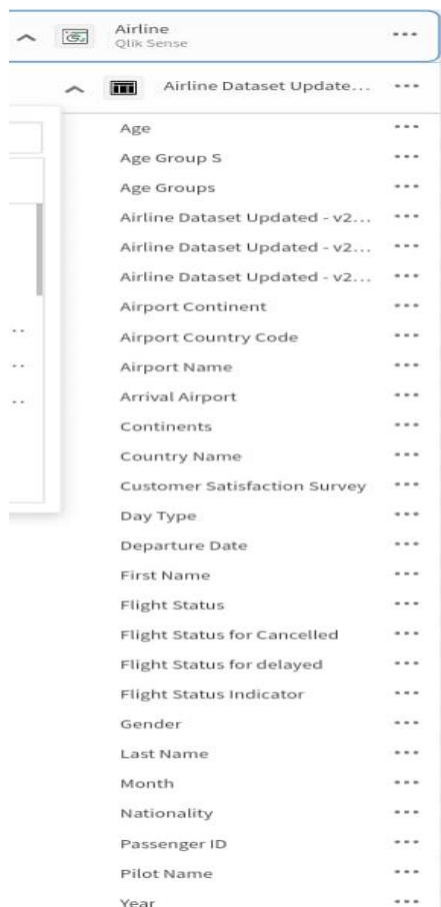 Airline
Qlik Sense
Airline Dataset Update...
Age
Age Group S
Age Groups
Airline Dataset Updated - v2...
Airline Dataset Updated - v2...
Airline Dataset Updated - v2...
Airport Continent
Airport Country Code
Airport Name
Arrival Airport
Continents
Country Name
Customer Satisfaction Survey
Day Type
Departure Date
First Name
Flight Status
Flight Status for Cancelled
Flight Status for delayed
Flight Status Indicator
Gender
Last Name
Month
Nationality
Passenger ID
Pilot Name
Year